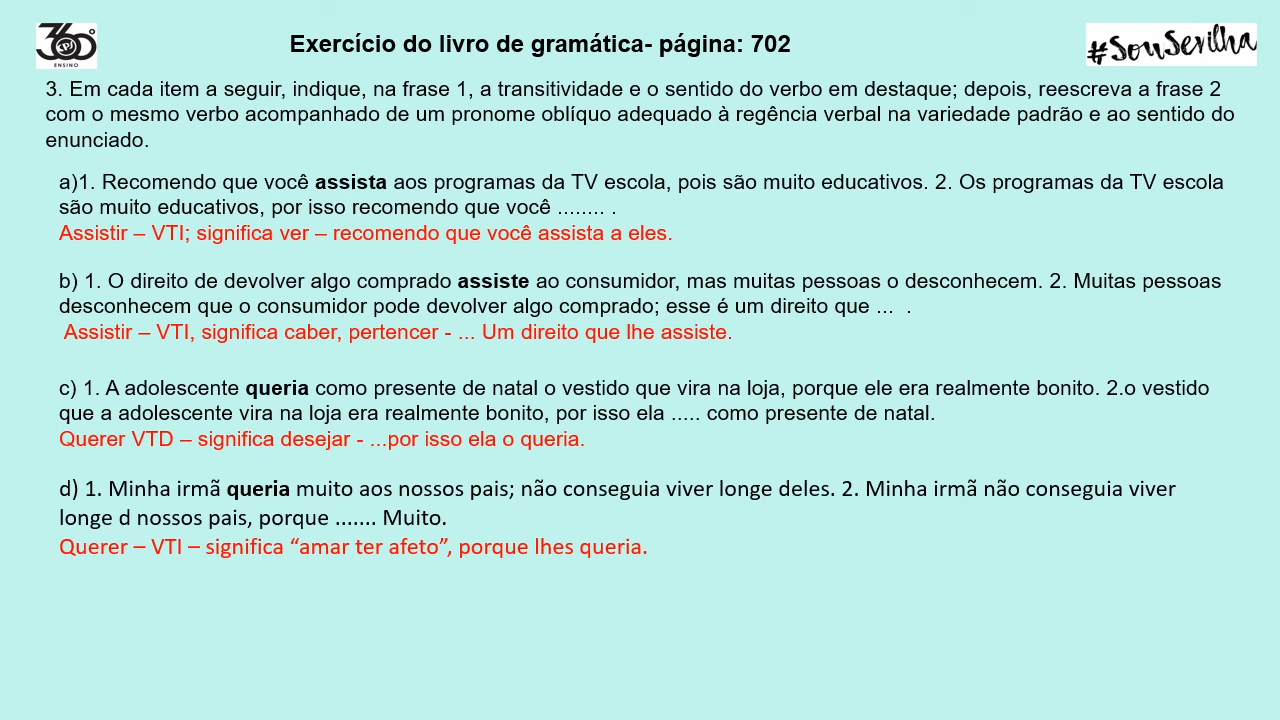 360°
ENSINO
Exercício do livro de gramática- página: 702
#SouSevilha
3. Em cada item a seguir, indique, na frase 1, a transitividade e o sentido do verbo em destaque; depois, reescreva a frase 2
com o mesmo verbo acompanhado de um pronome oblíquo adequado à regência verbal na variedade padrão e ao sentido do
enunciado.
a)1. Recomendo que você assista aos programas da TV escola, pois são muito educativos. 2. Os programas da TV escola
são muito educativos, por isso recomendo que você ........ .
Assistir – VTI; significa ver – recomendo que você assista a eles.
b) 1. O direito de devolver algo comprado assiste ao consumidor, mas muitas pessoas o desconhecem. 2. Muitas pessoas
desconhecem que o consumidor pode devolver algo comprado; esse é um direito que ... .
Assistir – VTI, significa caber, pertencer - ... Um direito que lhe assiste.
c) 1. A adolescente queria como presente de natal o vestido que vira na loja, porque ele era realmente bonito. 2.o vestido
que a adolescente vira na loja era realmente bonito, por isso ela ..... como presente de natal.
Querer VTD – significa desejar - ...por isso ela o queria.
d) 1. Minha irmã queria muito aos nossos pais; não conseguia viver longe deles. 2. Minha irmã não conseguia viver
longe d nossos pais, porque ....... Muito.
Querer – VTI – significa “amar ter afeto”, porque lhes queria.